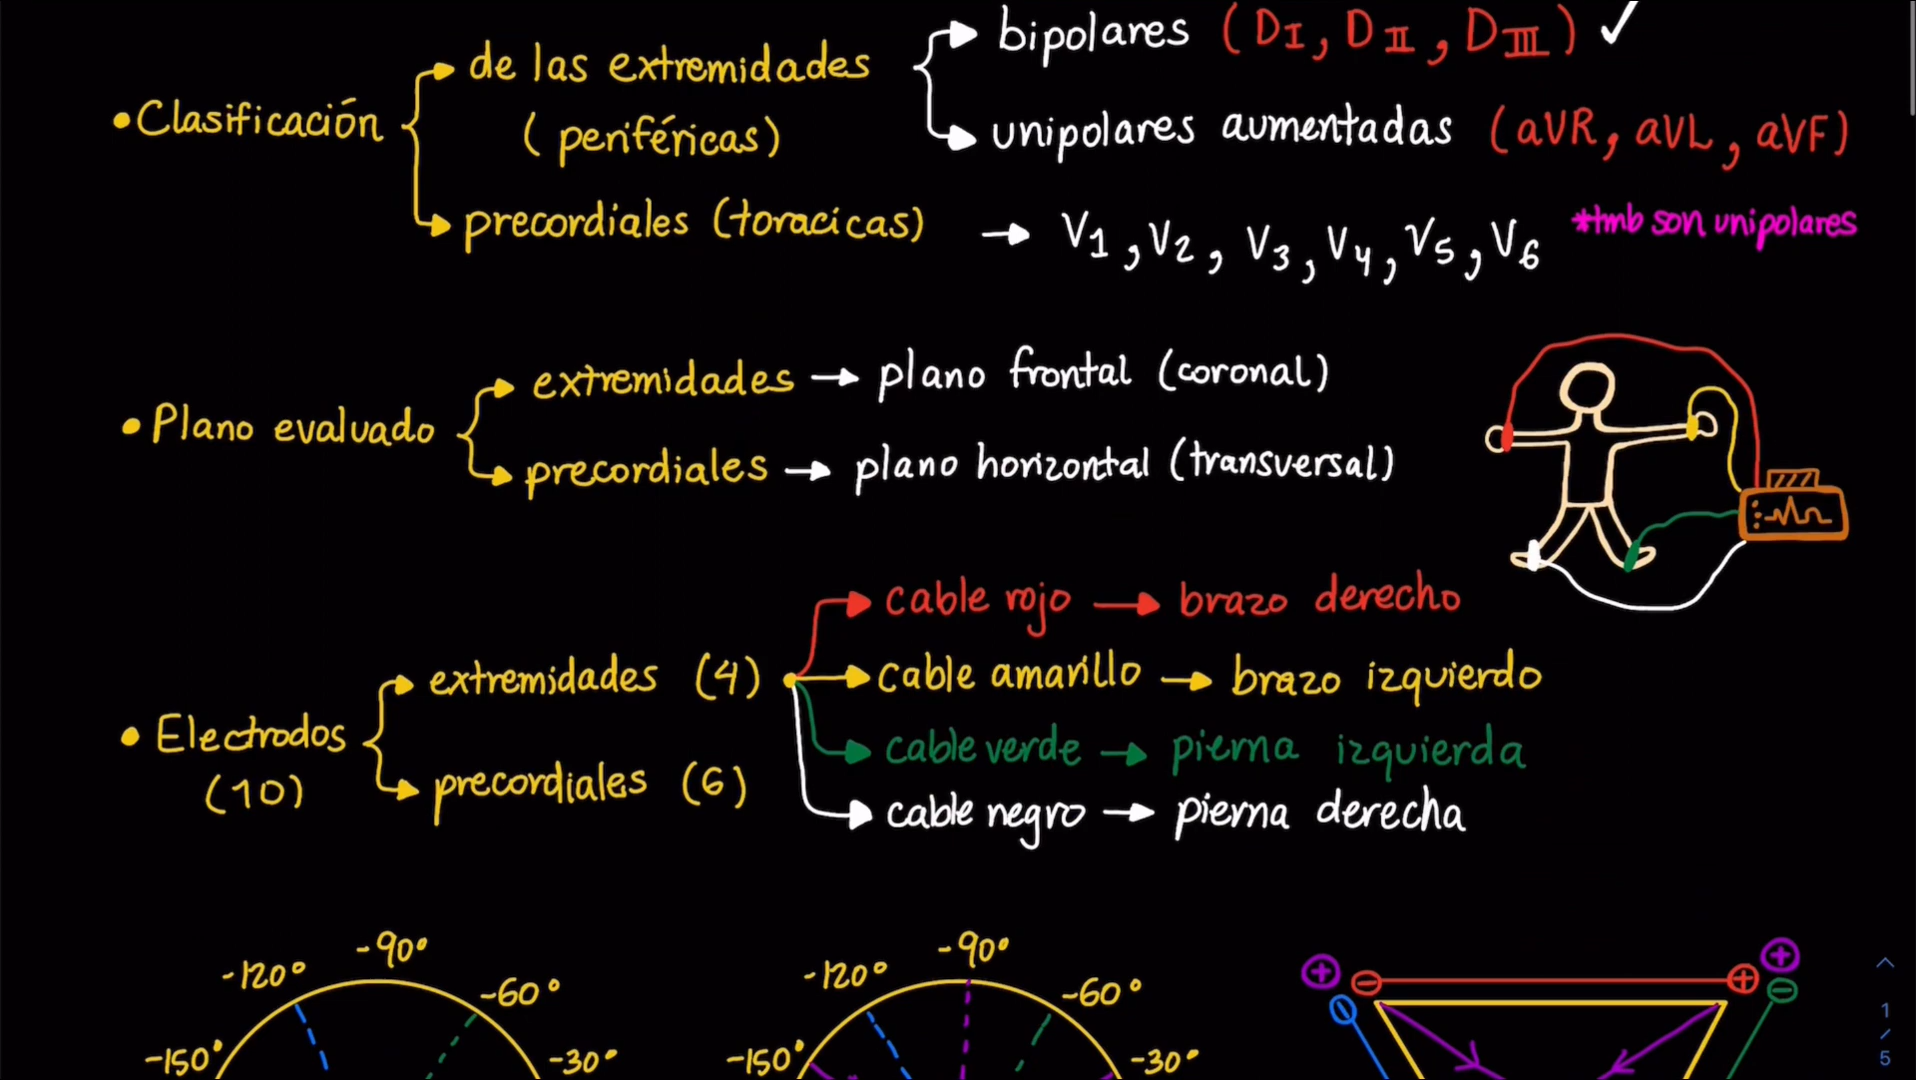 bipolares (DI, DII, DIII) ✓
de las extremidades
(periféricas)
• Clasificación
unipolares aumentadas (aVR, aVL, aVF)
precordiales (toracicas) → V1, V2, V3, V4, V5, V6 *tmb son unipolares
extremidades → plano frontal (coronal)
• Plano evaluado
precordiales → plano horizontal (transversal)
cable rojo → brazo derecho
extremidades (4)
cable amarillo → brazo izquierdo
• Electrodos
(10)
cable verde → pierna izquierda
precordiales (6)
cable negro → pierna derecha
-90°
-120°
-60°
-150°
-30°
-90°
-120°
-60°
-150°
-30°
+ − + + −
1
/
5